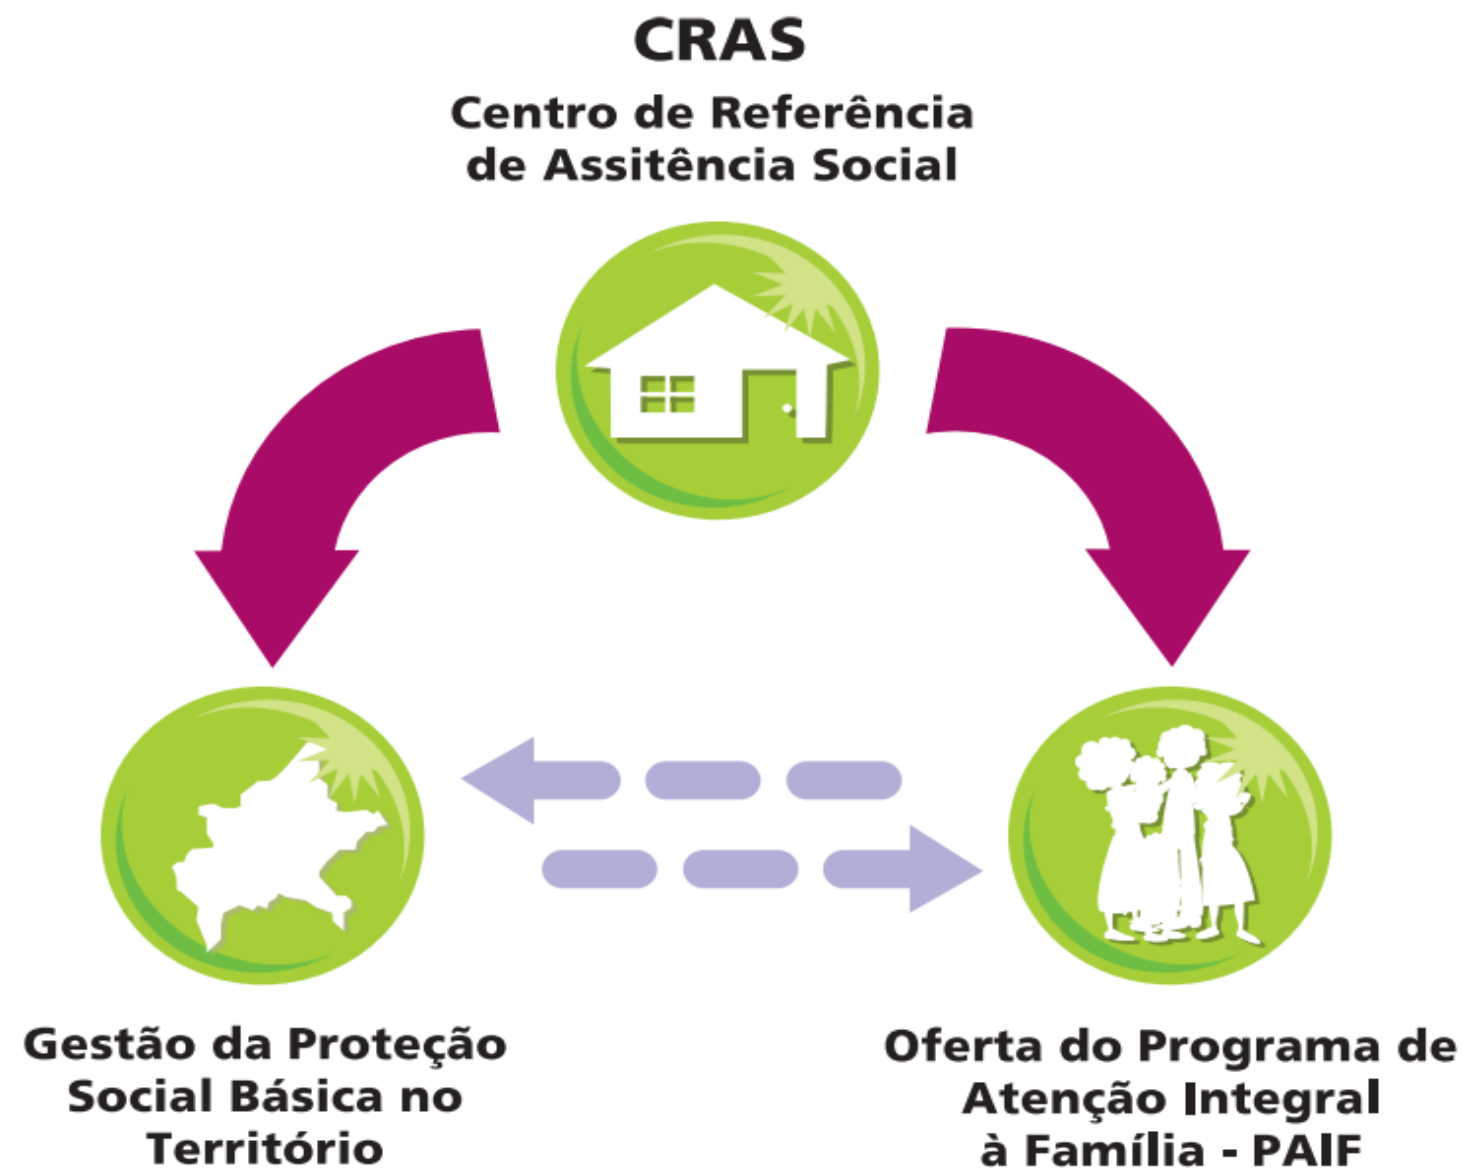 CRAS
Centro de Referência
de Assitência Social
Gestão da Proteção
Social Básica no
Território
Oferta do Programa de
Atenção Integral
à Família - PAIF